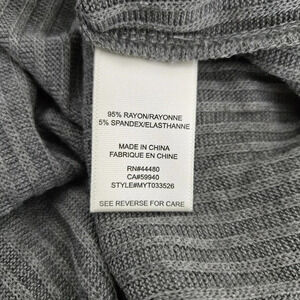 95% RAYON/RAYONNE
5% SPANDEX/ELASTHANNE
MADE IN CHINA
FABRIQUE EN CHINE
RN#44480
CA#59940
STYLE#MYT033526
SEE REVERSE FOR CARE